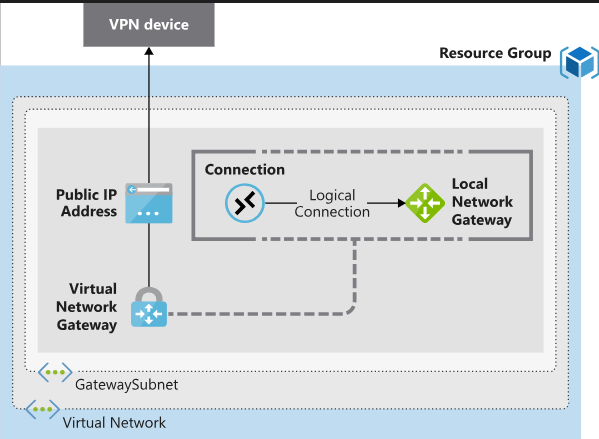 VPN device
Resource Group
Connection
Logical
Connection
Local
Network
Gateway
Public IP
Address
Virtual
Network
Gateway
GatewaySubnet
Virtual Network